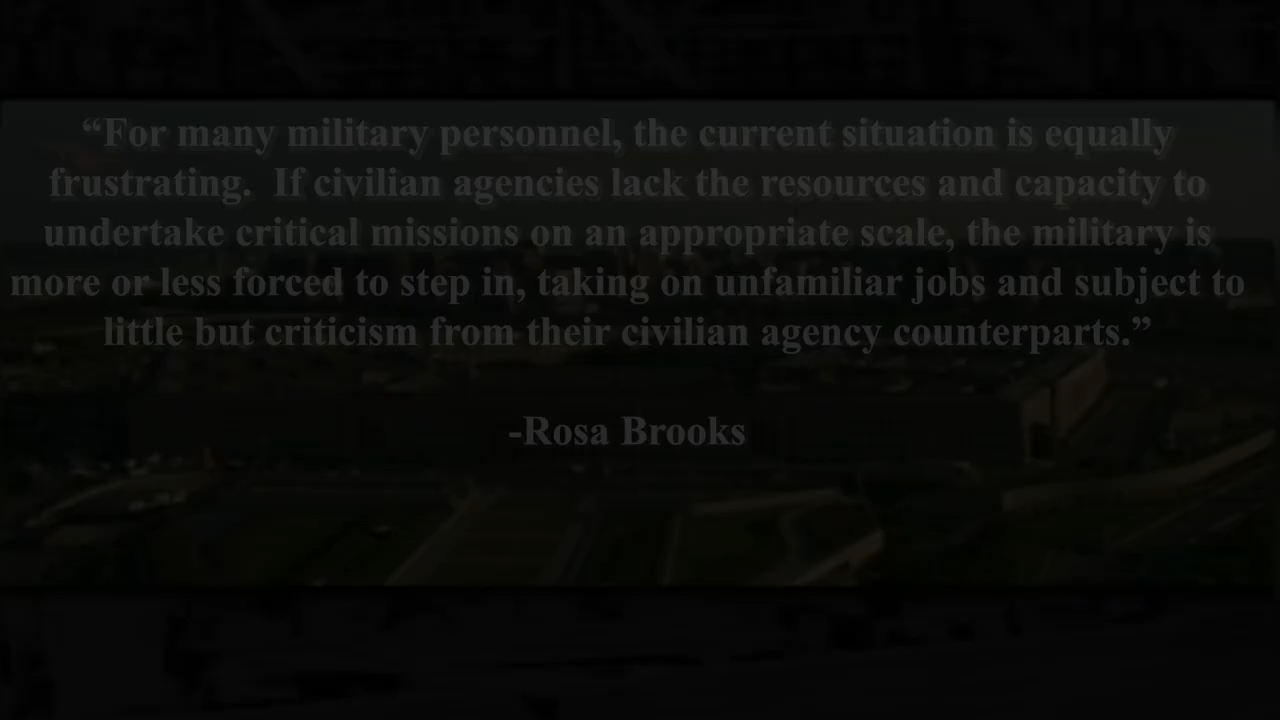 “For many military personnel, the current situation is equally
frustrating.  If civilian agencies lack the resources and capacity to
undertake critical missions on an appropriate scale, the military is
more or less forced to step in, taking on unfamiliar jobs and subject to
little but criticism from their civilian agency counterparts.”
-Rosa Brooks